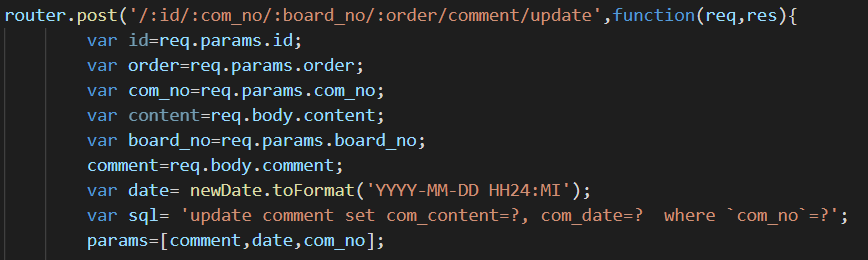 router.post('/:id/:com_no/:board_no/:order/comment/update',function(req,res){
var id=req.params.id;
var order=req.params.order;
var com_no=req.params.com_no;
var content=req.body.content;
var board_no=req.params.board_no;
comment=req.body.comment;
var date= newDate.toFormat('YYYY-MM-DD HH24:MI');
var sql= 'update comment set com_content=?, com_date=?  where `com_no`=?';
params=[comment,date,com_no];